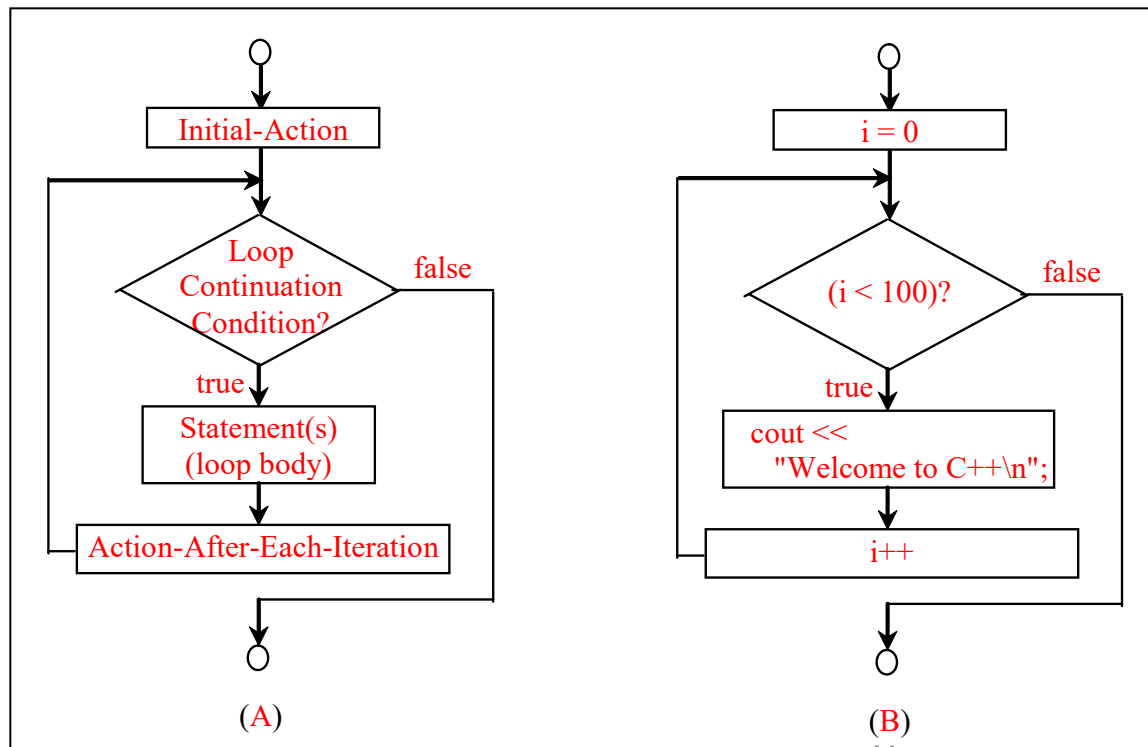 Initial-Action
Loop
Continuation
Condition?
false
true
Statement(s)
(loop body)
Action-After-Each-Iteration
(A)
i = 0
(i < 100)?
false
true
cout <<
"Welcome to C++\n";
i++
(B)